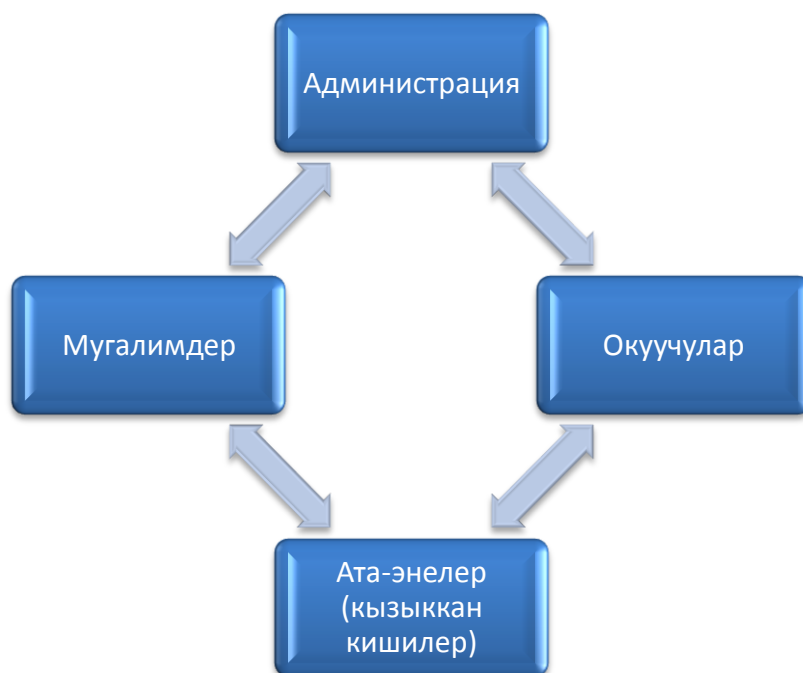 Администрация
Мугалимдер
Окуучулар
Ата-энелер
(кызыккан
кишилер)